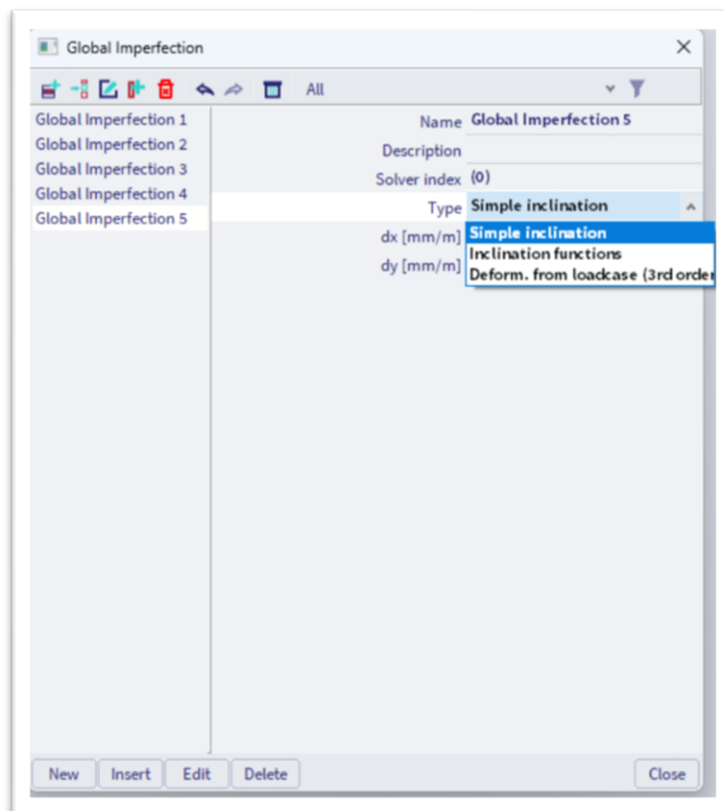 Global Imperfection
All
Global Imperfection 1
Global Imperfection 2
Global Imperfection 3
Global Imperfection 4
Global Imperfection 5
Name Global Imperfection 5
Description
Solver index (0)
Type Simple inclination
dx [mm/m] Simple inclination
Inclination functions
dy [mm/m] Deform. from loadcase (3rd order
New Insert Edit Delete Close